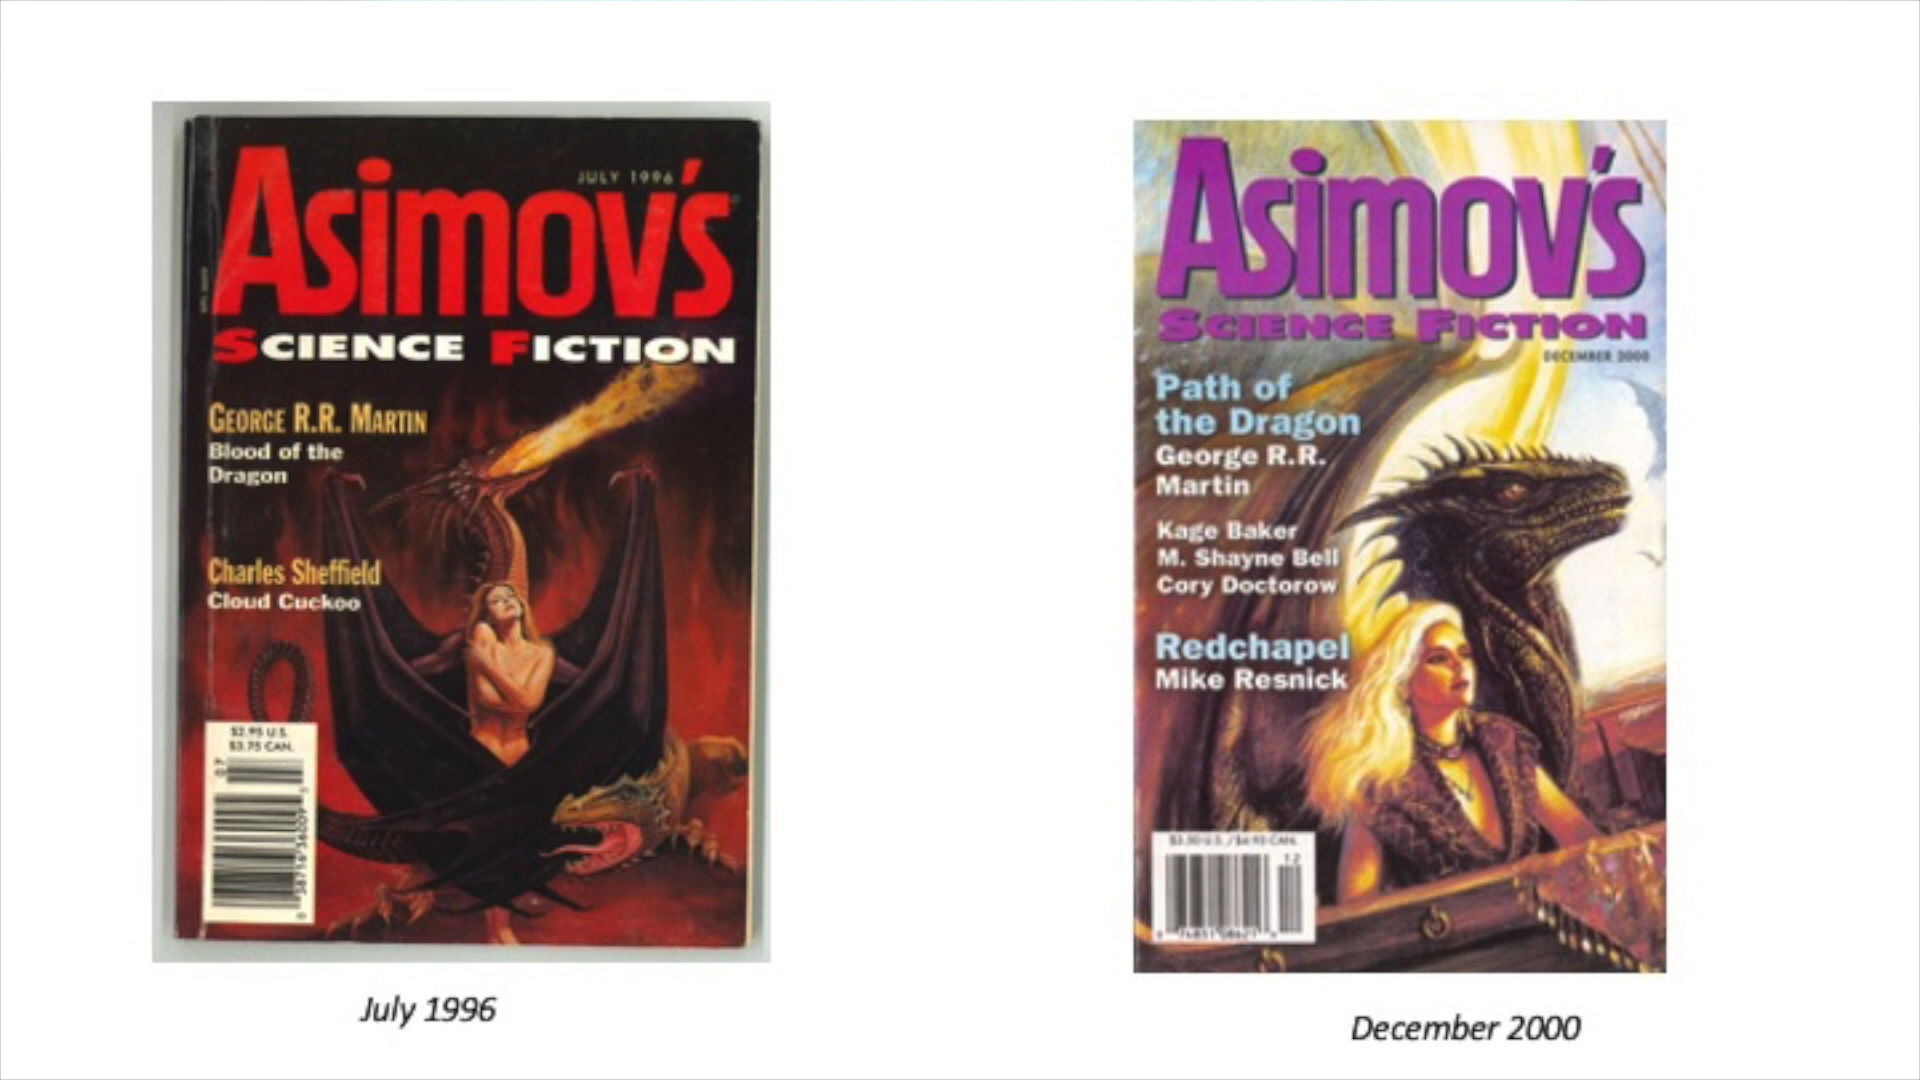 JULY 1996
Asimov's
SCIENCE FICTION
GEORGE R.R. MARTIN
Blood of the
Dragon
Charles Sheffield
Cloud Cuckoo
$2.95 U.S.
$3.75 CAN.
07
July 1996
Asimov's
SCIENCE FICTION
DECEMBER 2000
Path of
the Dragon
George R.R.
Martin
Kage Baker
M. Shayne Bell
Cory Doctorow
Redchapel
Mike Resnick
12
December 2000